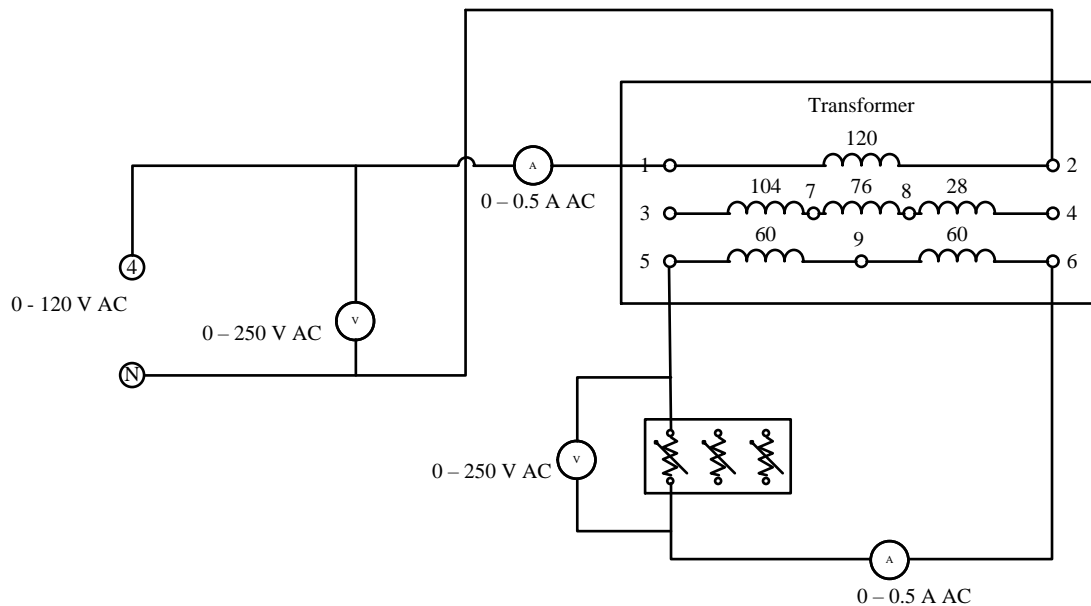 Transformer
120
1
A
2
0 – 0.5 A AC
104
7
76
8
28
3
4
60
9
60
5
6
4
0 - 120 V AC
0 – 250 V AC
V
N
0 – 250 V AC
V
A
0 – 0.5 A AC